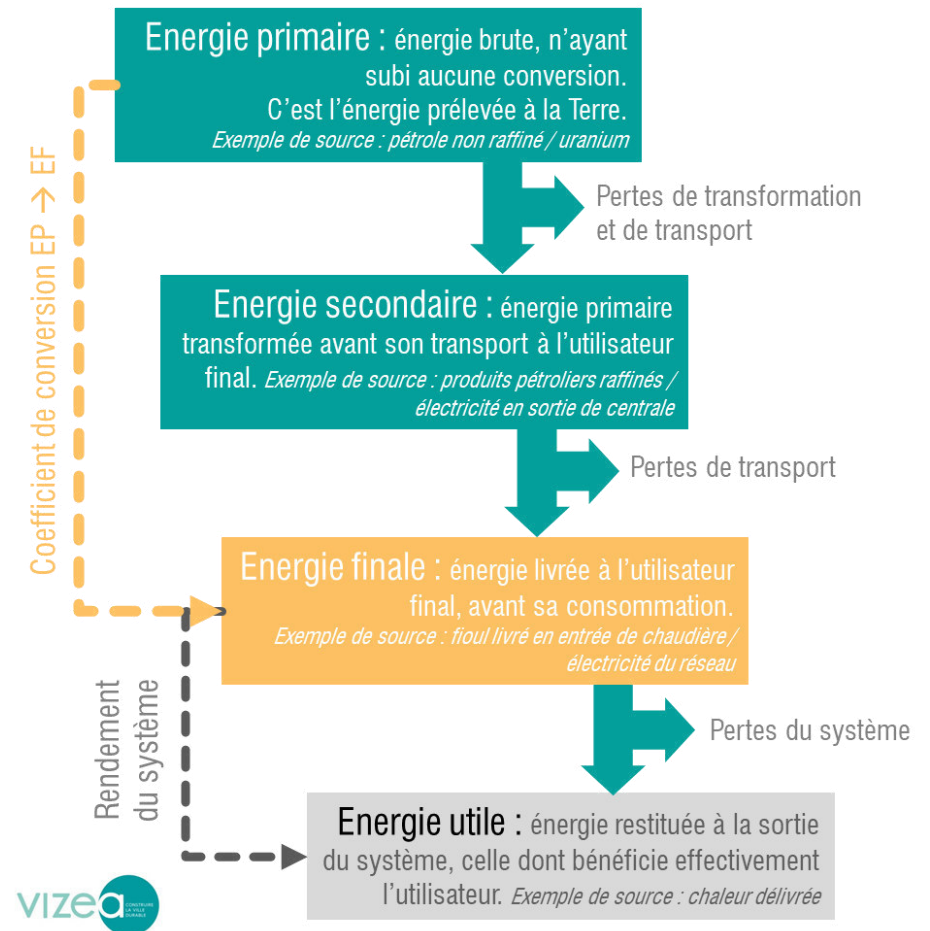 Energie primaire : énergie brute, n'ayant
subi aucune conversion.
C'est l'énergie prélevée à la Terre.
Exemple de source : pétrole non raffiné / uranium
Coefficient de conversion EP → EF
Pertes de transformation
et de transport
Energie secondaire : énergie primaire
transformée avant son transport à l'utilisateur
final. Exemple de source : produits pétroliers raffinés /
électricité en sortie de centrale
Pertes de transport
Energie finale : énergie livrée à l'utilisateur
final, avant sa consommation.
Exemple de source : fioul livré en entrée de chaudière /
électricité du réseau
Rendement
du système
Pertes du système
Energie utile : énergie restituée à la sortie
du système, celle dont bénéficie effectivement
l'utilisateur. Exemple de source : chaleur délivrée
vizea
CONSTRUIRE
LA VILLE
DURABLE